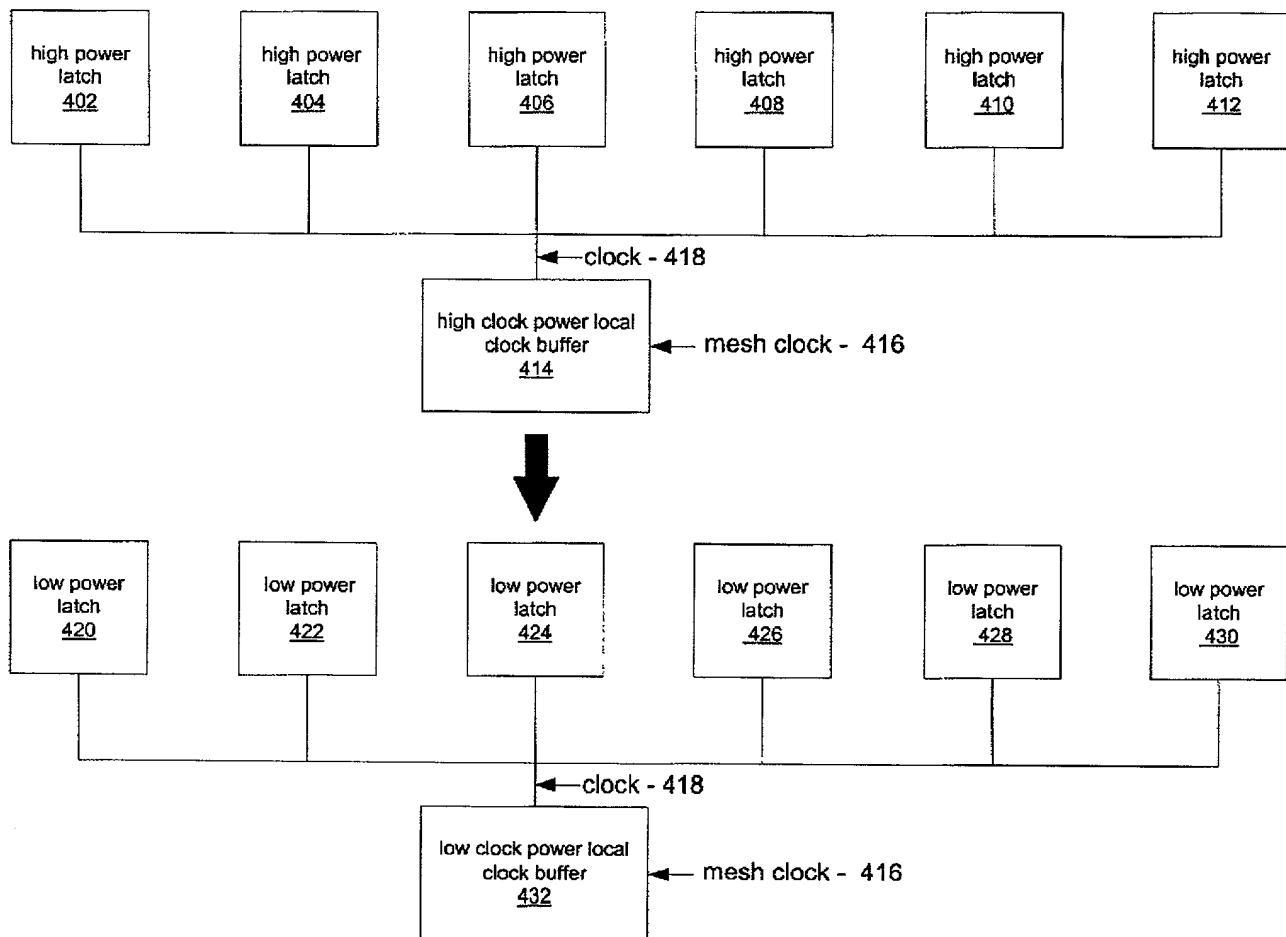 high power
latch
402
high power
latch
404
high power
latch
406
high power
latch
408
high power
latch
410
high power
latch
412
clock - 418
high clock power local
clock buffer
414
mesh clock - 416
low power
latch
420
low power
latch
422
low power
latch
424
low power
latch
426
low power
latch
428
low power
latch
430
clock - 418
low clock power local
clock buffer
432
mesh clock - 416